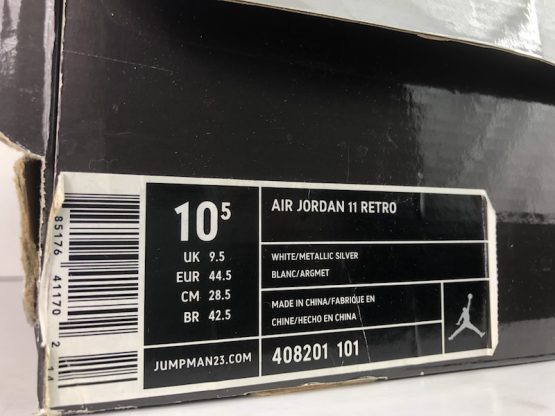 85176 41170 2 11
10⁵
UK 9.5
EUR 44.5
CM 28.5
BR 42.5
JUMPMAN23.COM
AIR JORDAN 11 RETRO
WHITE/METALLIC SILVER
BLANC/ARGMET
MADE IN CHINA/FABRIQUE EN
CHINE/HECHO EN CHINA
408201 101